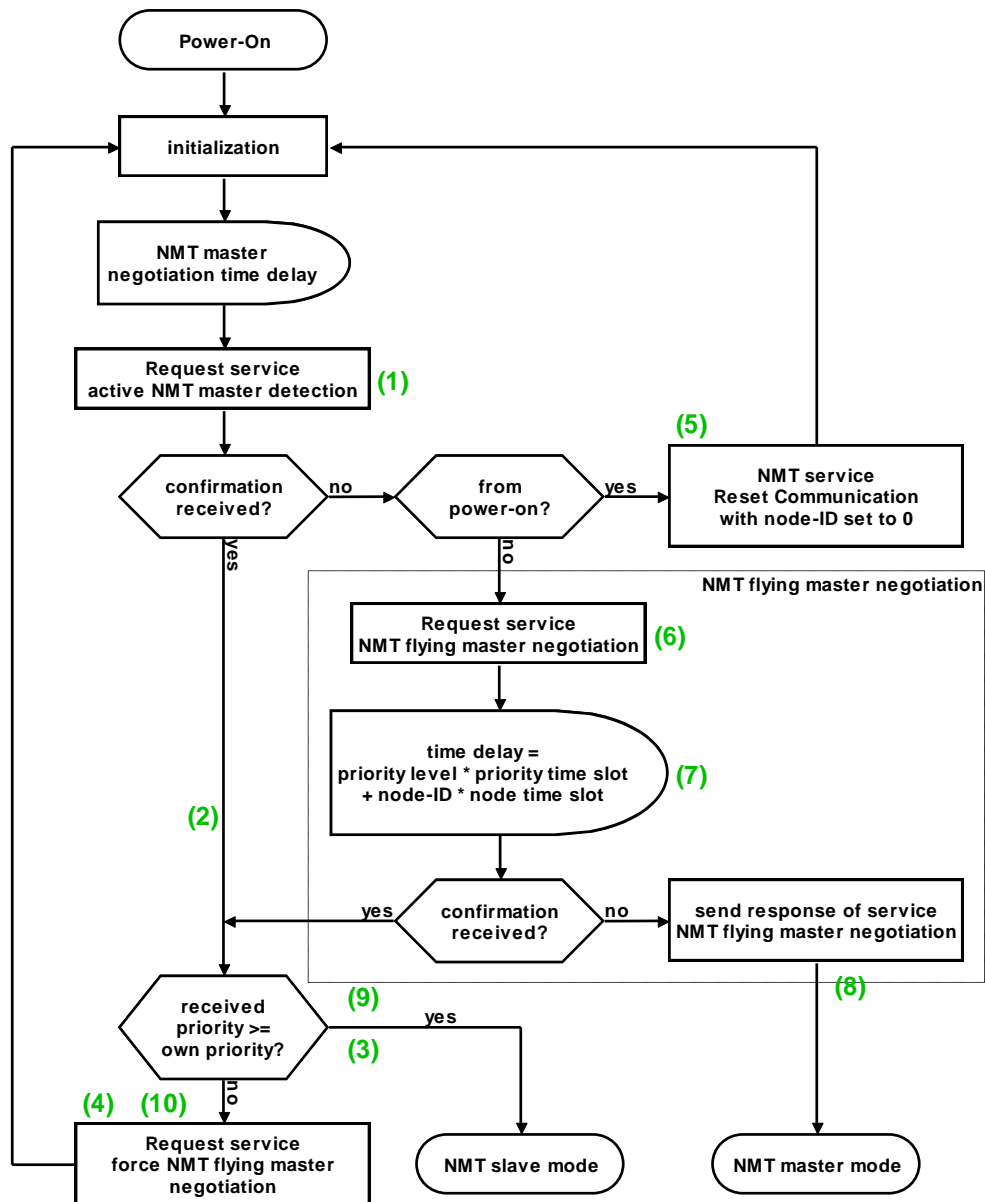 Power-On
initialization
NMT master
negotiation time delay
Request service
active NMT master detection
(1)
(5)
confirmation
received?
no
from
power-on?
yes
NMT service
Reset Communication
with node-ID set to 0
yes
no
NMT flying master negotiation
Request service
NMT flying master negotiation
(6)
time delay =
priority level * priority time slot
+ node-ID * node time slot
(7)
(2)
yes
confirmation
received?
no
send response of service
NMT flying master negotiation
(8)
received
priority >=
own priority?
(9)
yes
(3)
no
(4)
(10)
Request service
force NMT flying master
negotiation
NMT slave mode
NMT master mode